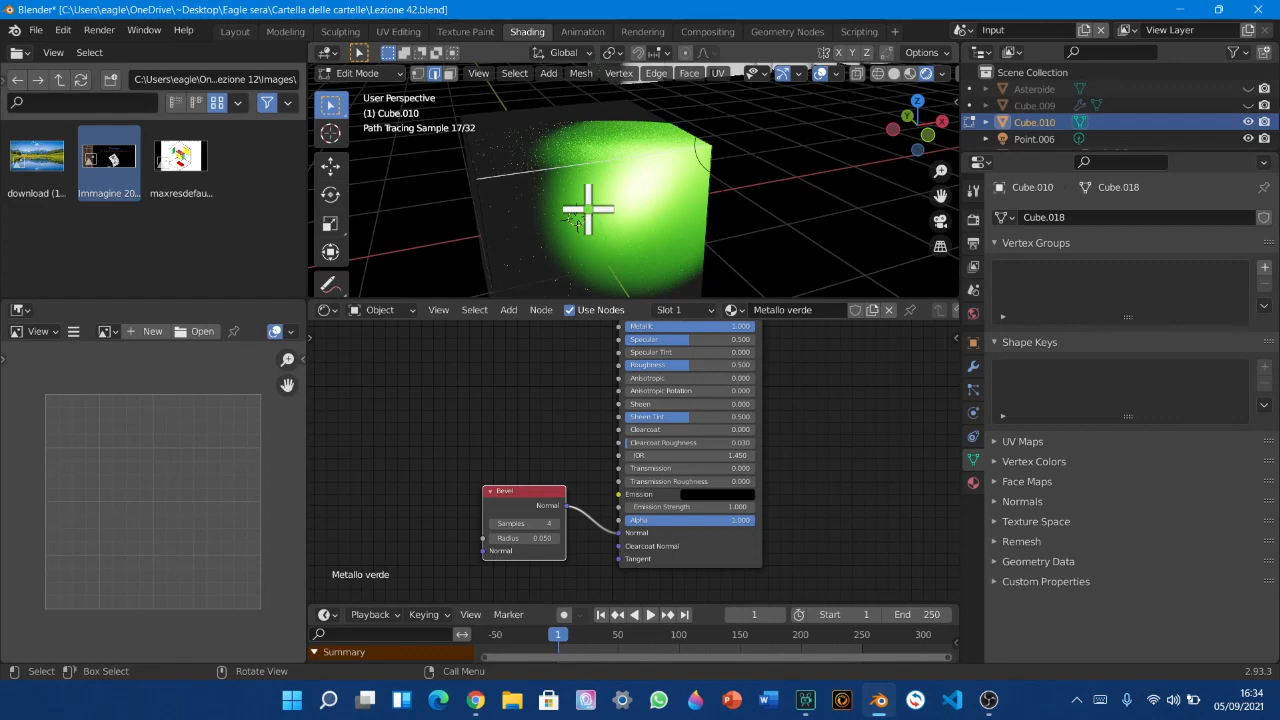 Blender* [C:\Users\eagle\OneDrive\~Desktop\Eagle sera\Cartella delle cartelle\Lezione 42.blend]
File Edit Render Window Help Layout Modeling Sculpting UV Editing Texture Paint Shading Animation Rendering Compositing Geometry Nodes Scripting + Input View Layer
View Select
C:\Users\eagle\On...ezione 12\Images\
download (1...
Immagine 20...
maxresdefau...
Global X Y Z Options
Edit Mode View Select Add Mesh Vertex Edge Face UV
User Perspective
(1) Cube.010
Path Tracing Sample 17/32
Z
Y
X
Scene Collection
Asteroide
Cube.009
Cube.010
Point.006
Cube.010 Cube.018
Cube.018
Vertex Groups
Shape Keys
UV Maps
Vertex Colors
Face Maps
Normals
Texture Space
Remesh
Geometry Data
Custom Properties
View + New Open
Object View Select Add Node Use Nodes Slot 1 Metallo verde
Metallic 1.000
Specular 0.500
Specular Tint 0.000
Roughness 0.500
Anisotropic 0.000
Anisotropic Rotation 0.000
Sheen 0.000
Sheen Tint 0.500
Clearcoat 0.000
Clearcoat Roughness 0.030
IOR 1.450
Transmission 0.000
Transmission Roughness 0.000
Emission
Emission Strength 1.000
Alpha 1.000
Normal
Clearcoat Normal
Tangent
Bevel
Normal
Samples 4
Radius 0.050
Normal
Metallo verde
Playback Keying View Marker 1 Start 1 End 250
-50 1 50 100 150 200 250 300
Summary
Select Box Select Rotate View Call Menu 2.93.3
16:34
05/09/2021